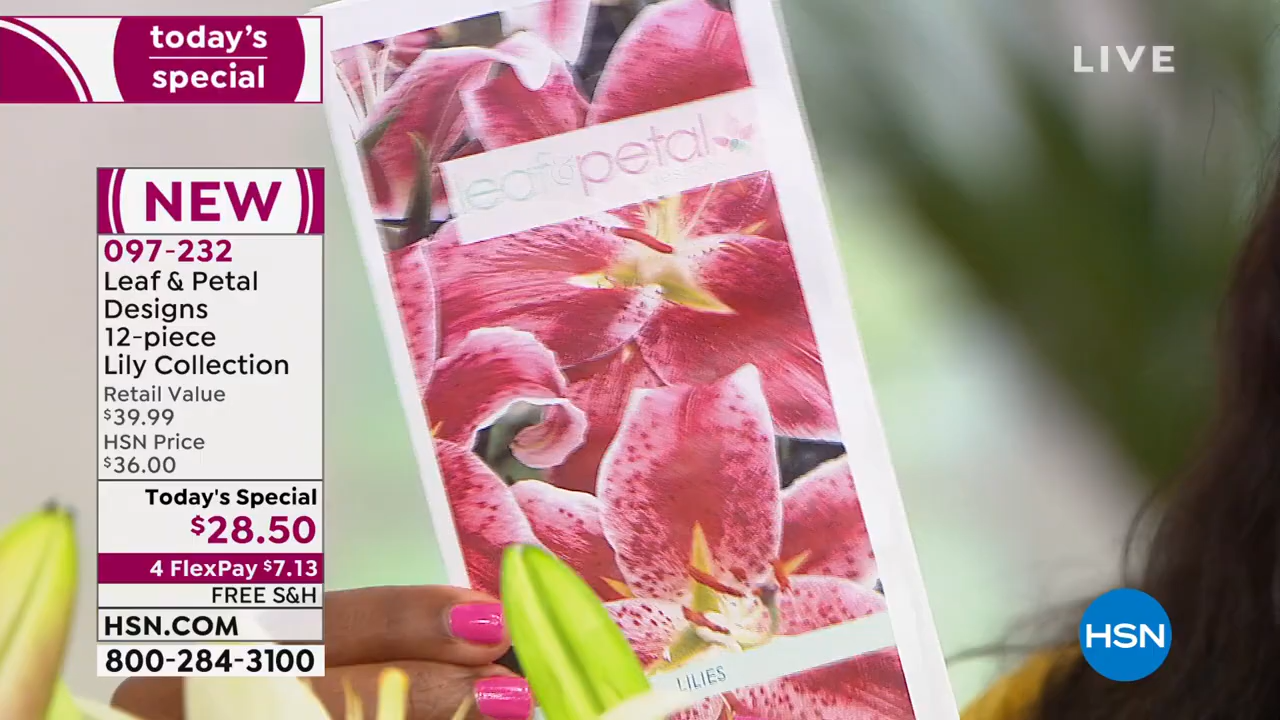 today's
special
LIVE
NEW
097-232
Leaf & Petal
Designs
12-piece
Lily Collection
Retail Value
$39.99
HSN Price
$36.00
Today's Special
$28.50
4 FlexPay $7.13
FREE S&H
HSN.COM
800-284-3100
leaf & petal
LILIES
HSN